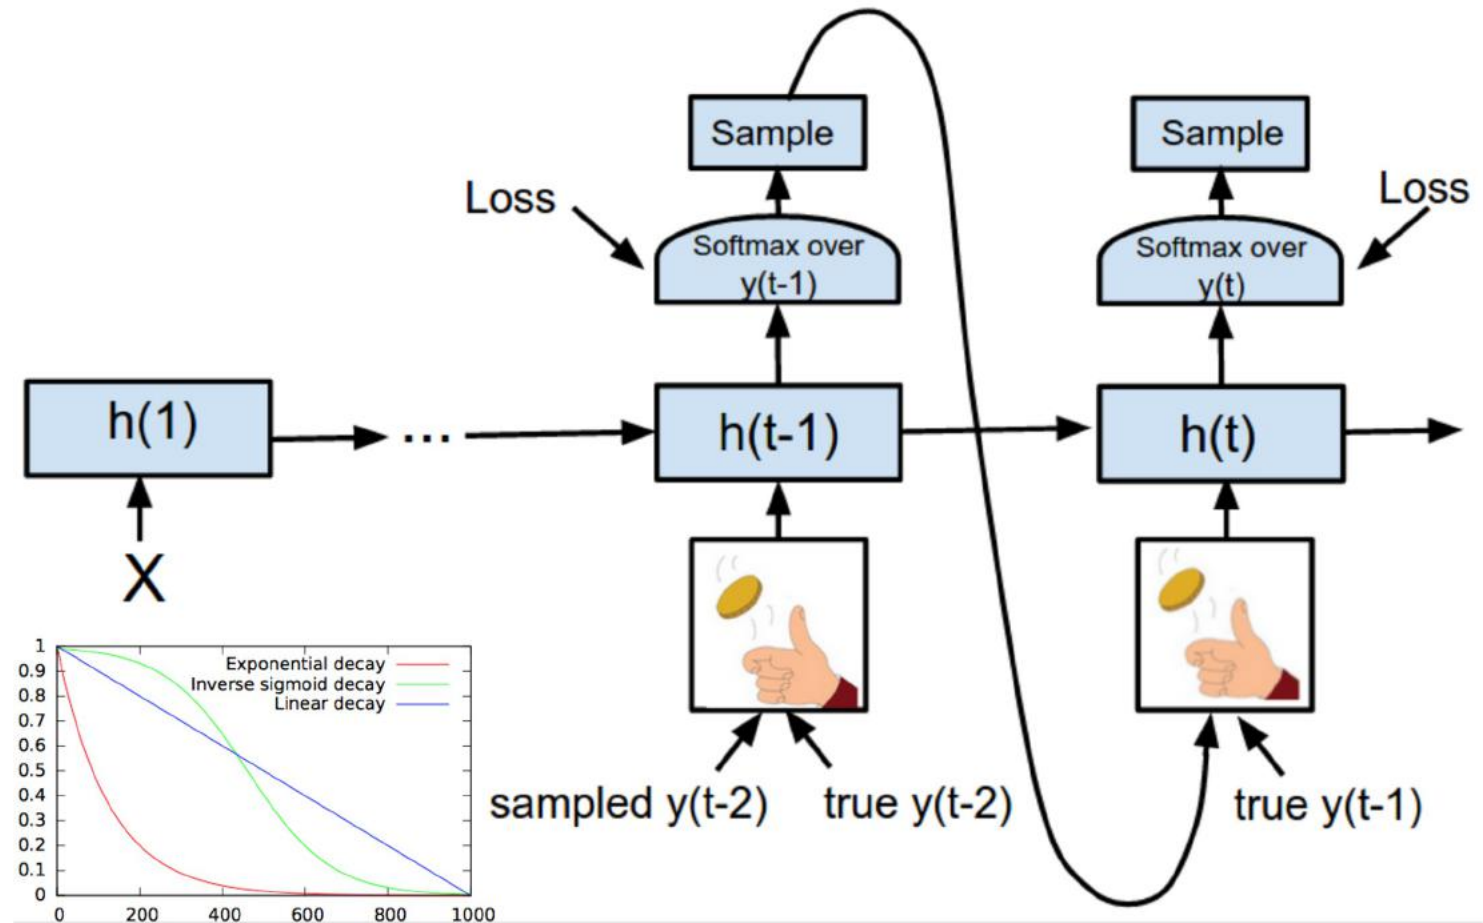 Sample
Sample
Loss
Loss
Softmax over
y(t-1)
Softmax over
y(t)
h(1)
...
h(t-1)
h(t)
X
sampled y(t-2)
true y(t-2)
true y(t-1)
Exponential decay
Inverse sigmoid decay
Linear decay
1
0.9
0.8
0.7
0.6
0.5
0.4
0.3
0.2
0.1
0
0 200 400 600 800 1000